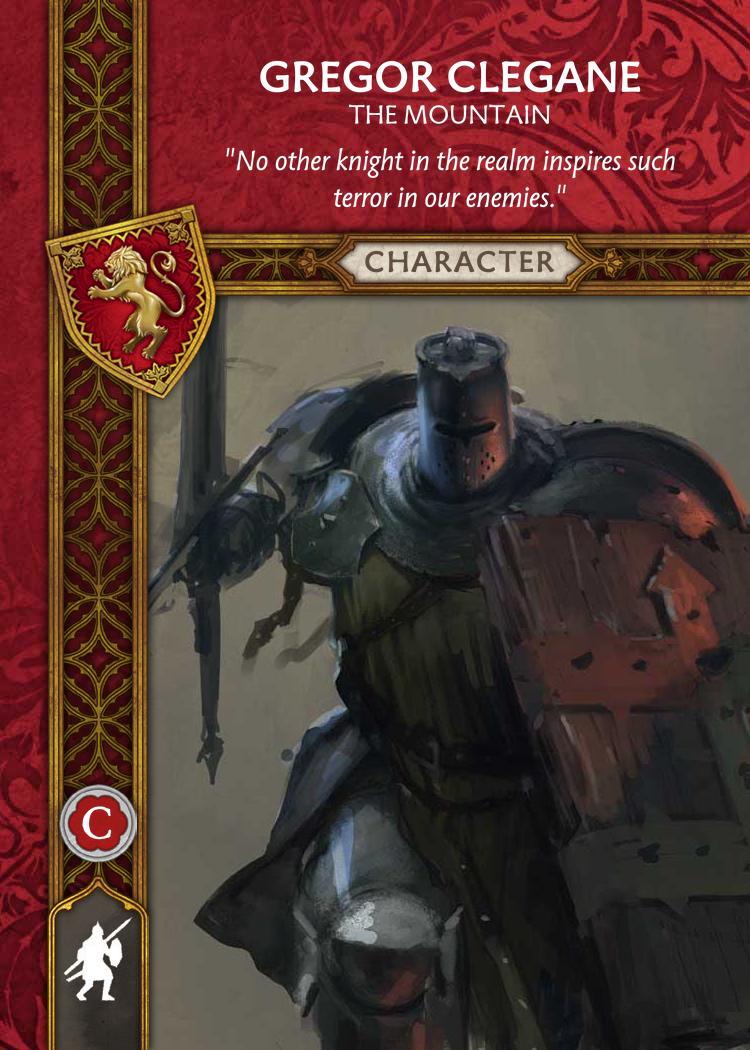 GREGOR CLEGANE
THE MOUNTAIN
"No other knight in the realm inspires such
terror in our enemies."
CHARACTER
C